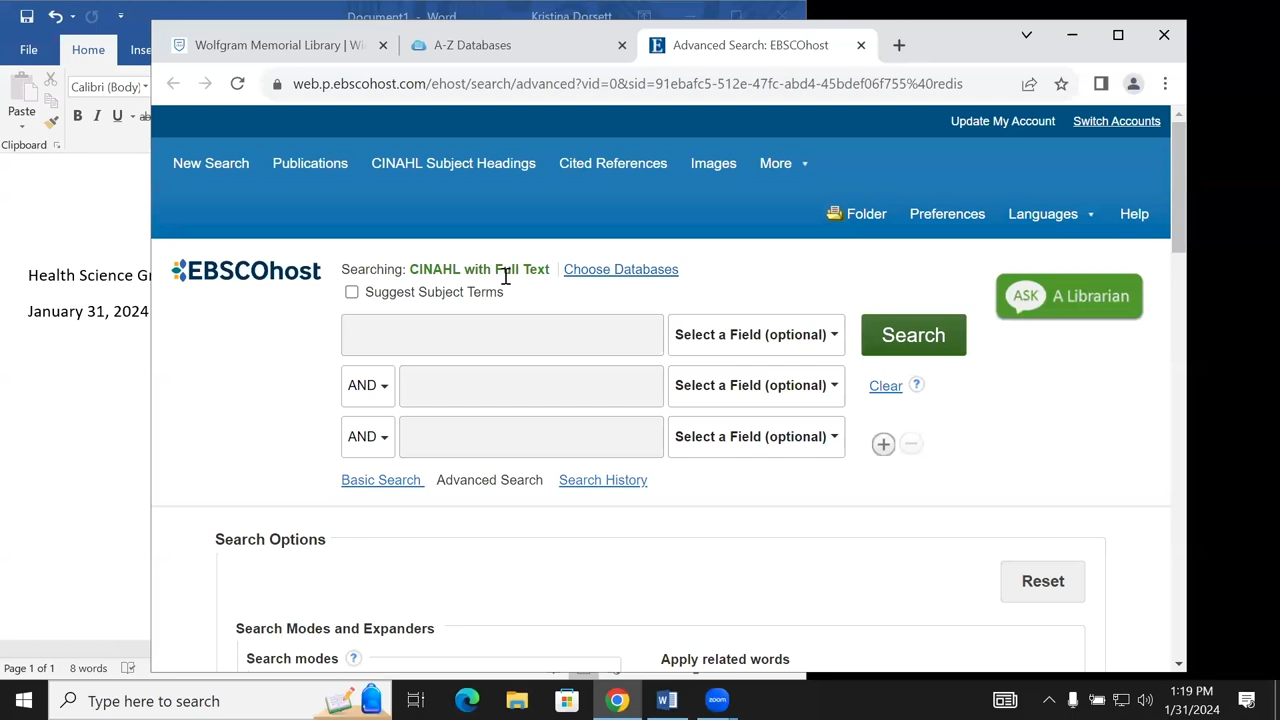 Document1 - Word
Kristina Dorsett
File
Home
Inse
Wolfgram Memorial Library | Wi
A-Z Databases
Advanced Search: EBSCOhost
web.p.ebscohost.com/ehost/search/advanced?vid=0&sid=91ebafc5-512e-47fc-abd4-45bdef06f755%40redis
Paste
Calibri (Body)
B I U ab
Clipboard
Update My Account
Switch Accounts
New Search
Publications
CINAHL Subject Headings
Cited References
Images
More
Folder
Preferences
Languages
Help
EBSCOhost
Searching: CINAHL with Full Text
Choose Databases
Suggest Subject Terms
ASK A Librarian
Select a Field (optional)
Search
AND
Select a Field (optional)
Clear
?
AND
Select a Field (optional)
Basic Search
Advanced Search
Search History
Health Science Gr
January 31, 2024
Search Options
Reset
Search Modes and Expanders
Search modes
?
Apply related words
Page 1 of 1
8 words
Type here to search
zoom
1:19 PM
1/31/2024